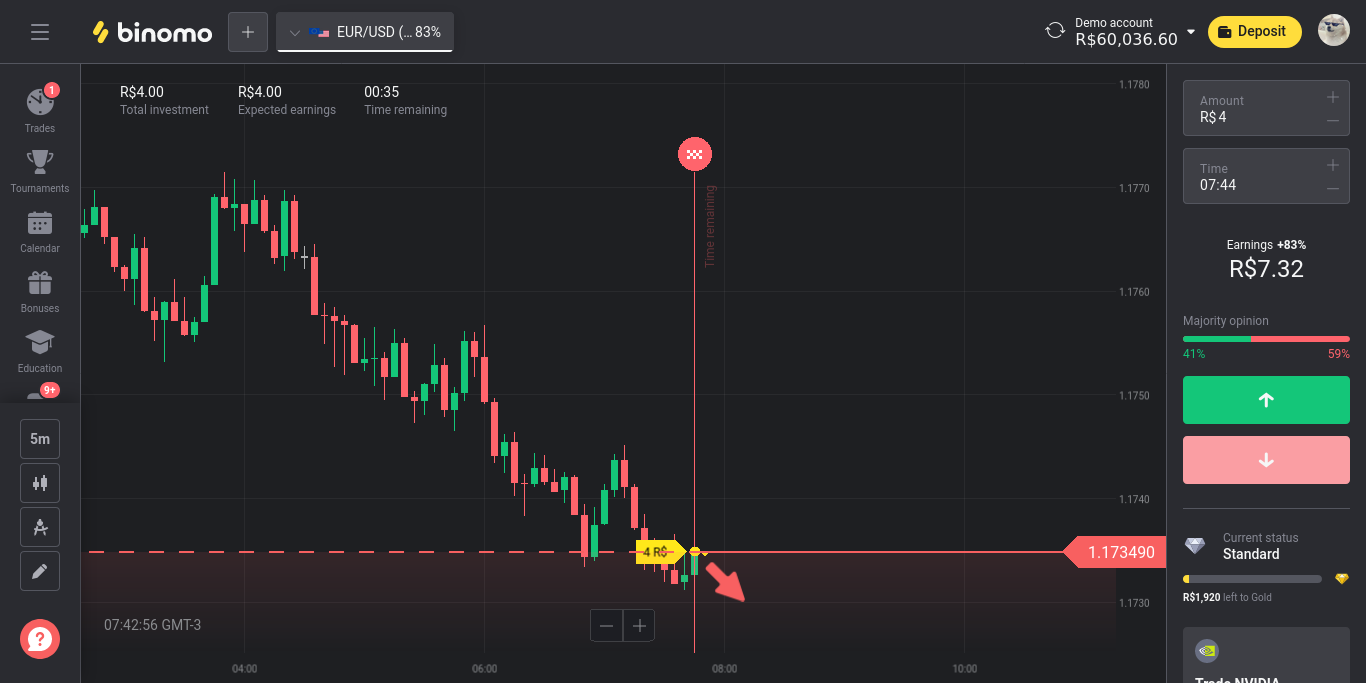 binomo
+
EUR/USD (... 83%
Demo account
R$60,036.60
Deposit
R$4.00
Total investment
R$4.00
Expected earnings
00:35
Time remaining
1
Trades
Tournaments
Calendar
Bonuses
Education
9+
5m
?
Time remaining
4 R$
1.1780
1.1770
1.1760
1.1750
1.1740
1.173490
1.1730
07:42:56 GMT-3
04:00
06:00
08:00
10:00
Amount
R$ 4
Time
07:44
Earnings +83%
R$7.32
Majority opinion
41%
59%
Current status
Standard
R$1,920 left to Gold
Trade NVIDIA